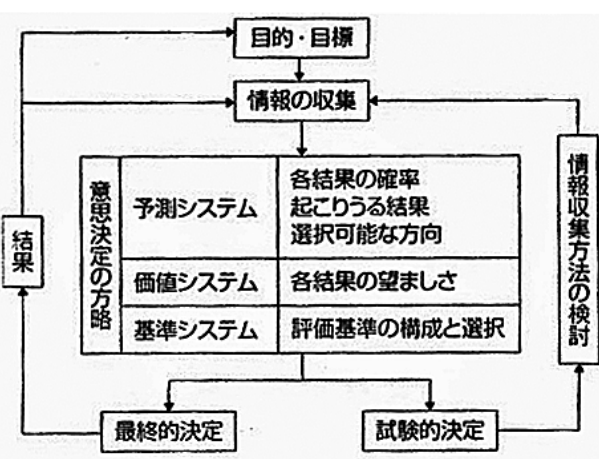 目的・目標
情報の収集
意思決定の方略
予測システム
各結果の確率
起こりうる結果
選択可能な方向
価値システム
各結果の望ましさ
基準システム
評価基準の構成と選択
結果
情報収集方法の検討
最終的決定
試験的決定